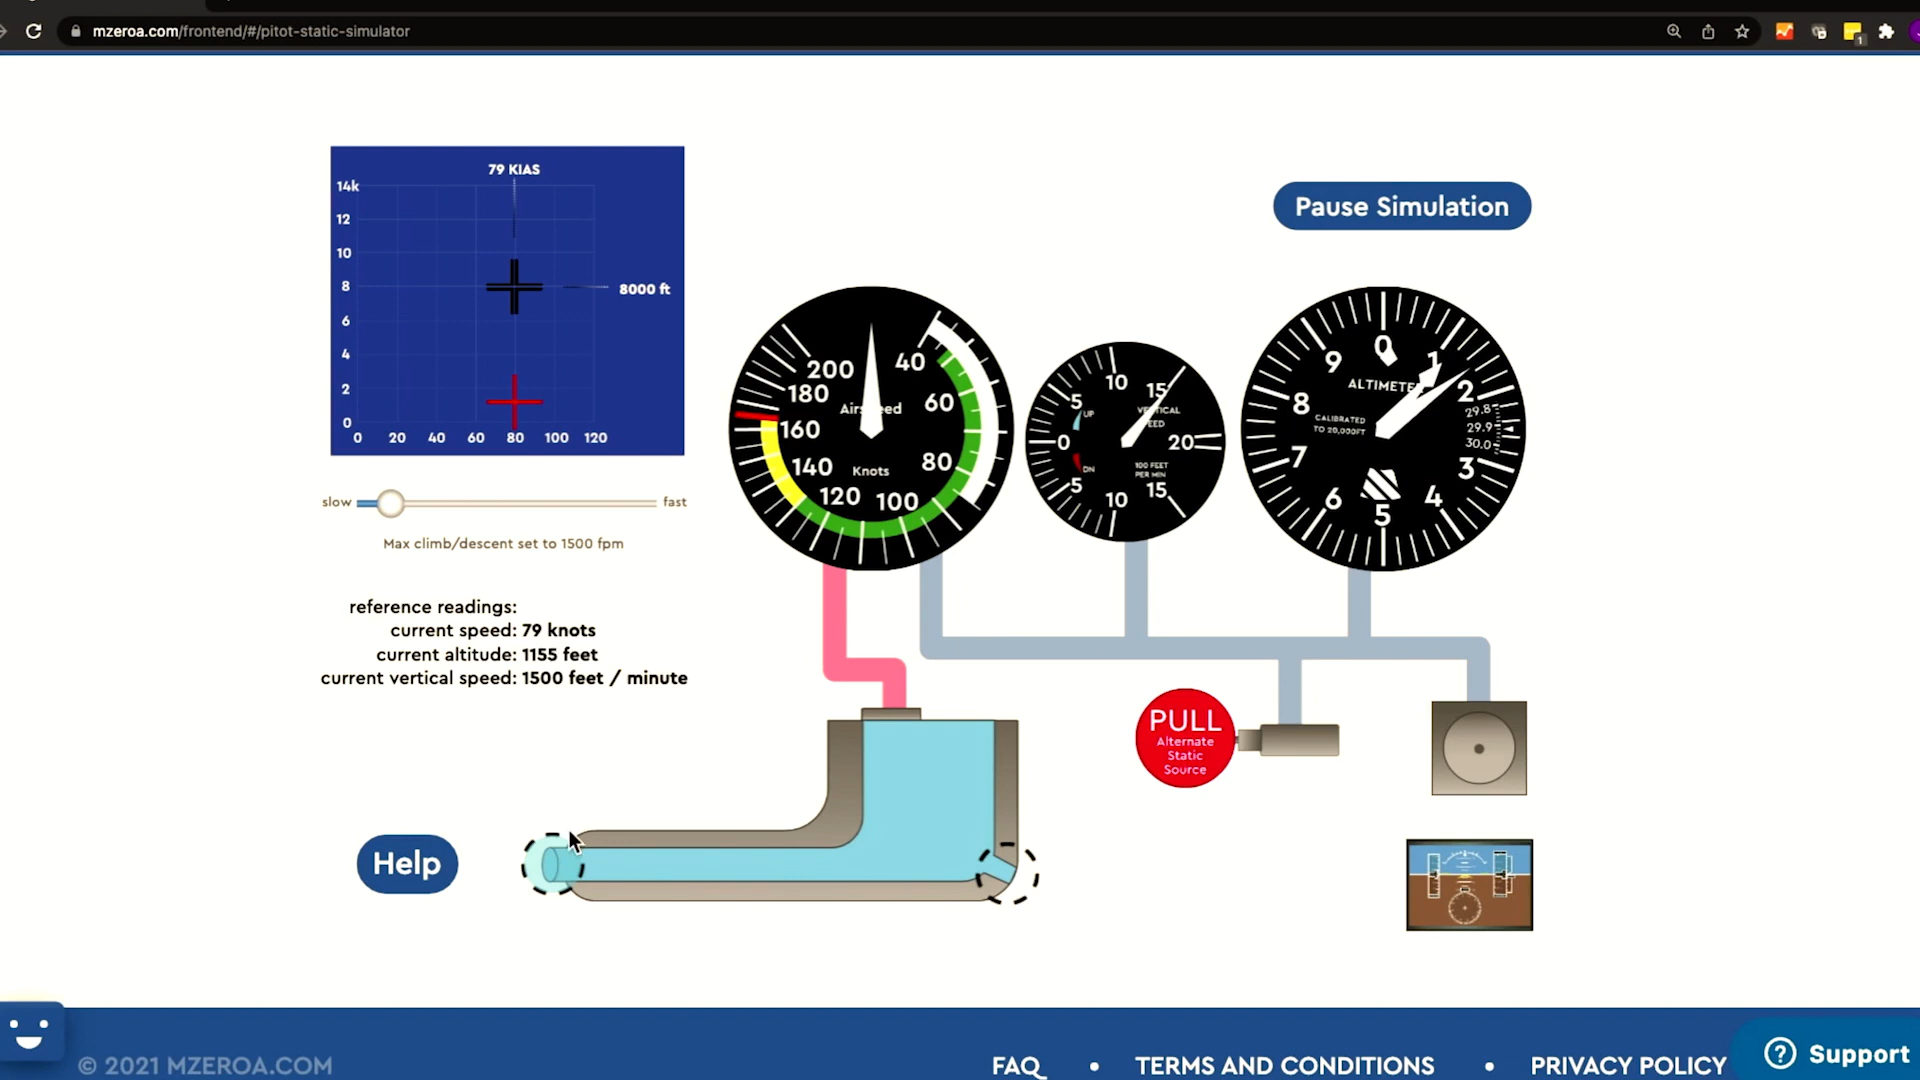 mzeroa.com/frontend/#/pitot-static-simulator
1
79 KIAS
14k
12
10
8
6
4
2
0
0 20 40 60 80 100 120
8000 ft
slow
fast
Max climb/descent set to 1500 fpm
reference readings:
current speed: 79 knots
current altitude: 1155 feet
current vertical speed: 1500 feet / minute
Pause Simulation
200 40
180 60
160
140 80
120 100
Knots
10 15
5 UP
0 20
5 DN
10 15
100 FEET
PER MIN
0
9 1
8 2
7 3
6 4
5
ALTIMETER
CALIBRATED
TO 20,000FT
29.8
29.9
30.0
PULL
Alternate
Static
Source
Help
© 2021 MZEROA.COM
FAQ • TERMS AND CONDITIONS • PRIVACY POLICY
Support